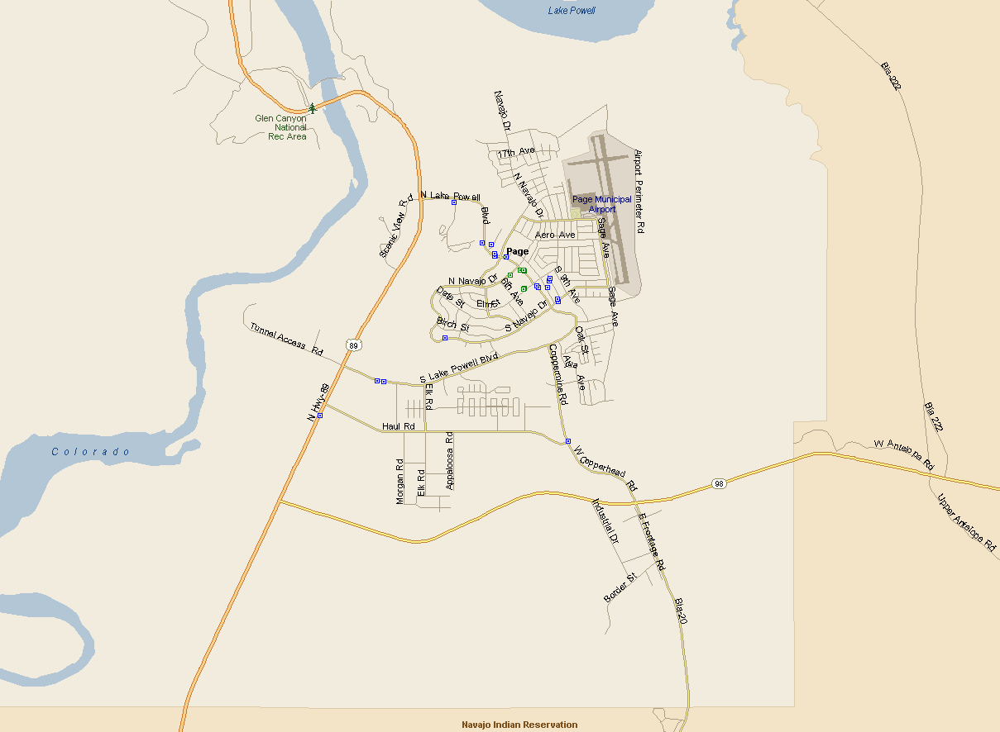 Lake Powell
Bia-222
Glen Canyon
National
Rec Area
Navajo Dr
17th Ave
Airport Perimeter Rd
N Navajo Dr
N Lake Powell
Blvd
Scenic View Rd
Page Municipal
Airport
Sage Ave
Aero Ave
Page
N Navajo Dr
6th Ave
S 9th Ave
Date St
Elm St
Sage Ave
Birch St
S Navajo Dr
Tunnel Access Rd
89
Oak St
S Lake Powell Blvd
Coppermine Rd
Aqua Ave
Elk Rd
N Hwy-89
Bia 222
Haul Rd
Colorado
Appaloosa Rd
Morgan Rd
Elk Rd
W Copperhead Rd
W Antelope Rd
98
Industrial Dr
E Frontage Rd
Upper Antelope Rd
Border St
Bia-20
Navajo Indian Reservation